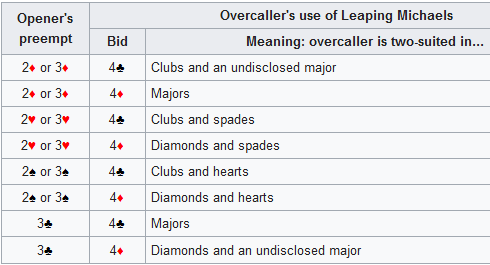 Opener's preempt Overcaller's use of Leaping Michaels
Bid Meaning: overcaller is two-suited in...
2♦ or 3♦ 4♣ Clubs and an undisclosed major
2♦ or 3♦ 4♦ Majors
2♥ or 3♥ 4♣ Clubs and spades
2♥ or 3♥ 4♦ Diamonds and spades
2♠ or 3♠ 4♣ Clubs and hearts
2♠ or 3♠ 4♦ Diamonds and hearts
3♣ 4♣ Majors
3♣ 4♦ Diamonds and an undisclosed major